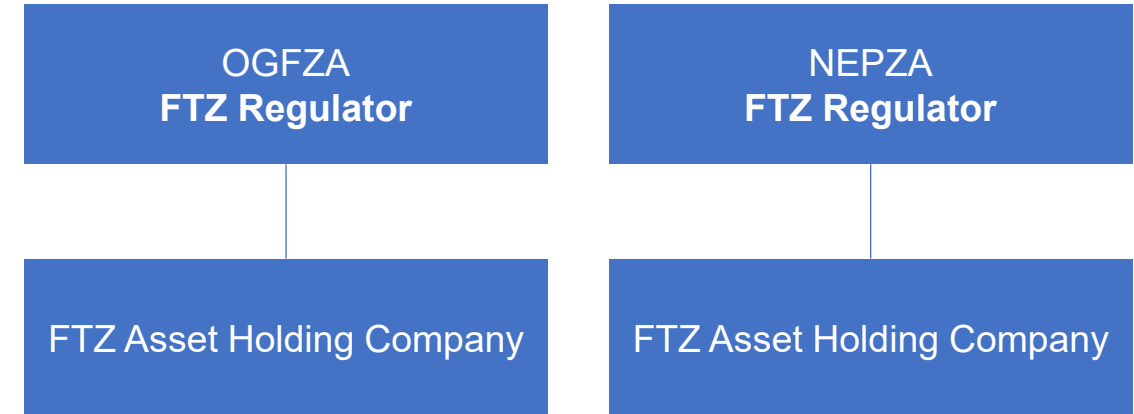 OGFZA
FTZ Regulator
NEPZA
FTZ Regulator
FTZ Asset Holding Company
FTZ Asset Holding Company